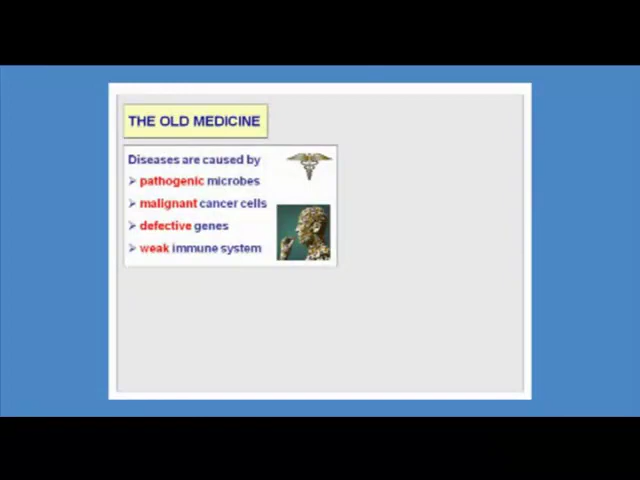 THE OLD MEDICINE
Diseases are caused by
pathogenic microbes
malignant cancer cells
defective genes
weak immune system